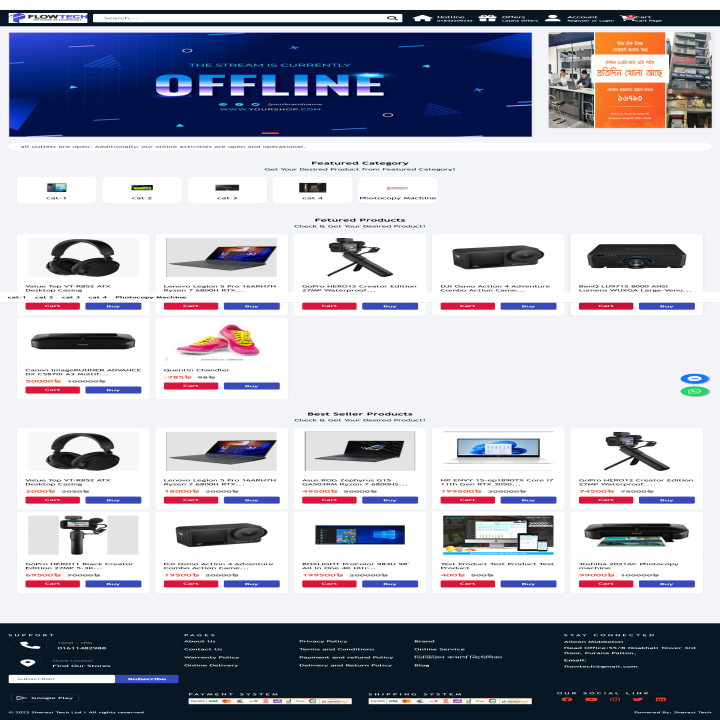 FLOWTECH
Search...
Hotline
Offers
Latest Offers
Account
Register or Login
Cart
Cart Page
THE STREAM IS CURRENTLY
OFFLINE
/yourbrandname
WWW.YOURSHOP.COM
প্রতিদিন খোলা আছে
১৬৭৯৩
all outlets are open. Additionally, our online activities are open and operational.
Featured Category
Get Your Desired Product from Featured Category!
cat-1
cat 2
cat 3
cat 4
Photocopy Machine
Fetured Products
Check & Get Your Desired Product!
Value Top VT-R852 ATX
Desktop Casing
Lenovo Legion 5 Pro 16ARH7H
Ryzen 7 6800H RTX...
GoPro HERO12 Creator Edition
27MP Waterproof...
DJI Osmo Action 4 Adventure
Combo Action Came...
BenQ LU9715 8000 ANSI
Lumens WUXGA Large-Venu...
cat-1 cat 2 cat 3 cat 4 Photocopy Machine
Cart Buy
Cart Buy
Cart Buy
Cart Buy
Cart Buy
Canon imageRUNNER ADVANCE
DX C5870i A3 Multif...
50000৳ 100000৳
Cart Buy
Quentin Chandler
-785৳ 98৳
Cart Buy
Best Seller Products
Check & Get Your Desired Product!
Value Top VT-R852 ATX
Desktop Casing
2000৳ 2050৳
Cart Buy
Lenovo Legion 5 Pro 16ARH7H
Ryzen 7 6800H RTX...
18000৳ 20000৳
Cart Buy
Asus ROG Zephyrus G15
GA503RM Ryzen 7 6800HS...
49500৳ 50000৳
Cart Buy
HP ENVY 15-ep1890TX Core i7
11th Gen RTX 3050...
199500৳ 200000৳
Cart Buy
GoPro HERO12 Creator Edition
27MP Waterproof...
74500৳ 75000৳
Cart Buy
GoPro HERO11 Black Creator
Edition 27MP 5.3K...
69500৳ 70000৳
Cart Buy
DJI Osmo Action 4 Adventure
Combo Action Came...
19500৳ 20000৳
Cart Buy
BOXLIGHT ProColor 983U 98"
All In One 4K Ultr...
199500৳ 200000৳
Cart Buy
Test Product Test Product Test
Product
400৳ 500৳
Cart Buy
Toshiba 2021AC Photocopy
machine
99000৳ 100000৳
Cart Buy
SUPPORT
10AM - 7PM
01611482988
Store Locator
Find Our Stores
subscriber
Subscribe
PAGES
About Us
Contact Us
Warranty Policy
Online Delivery
Privacy Policy
Terms and Conditions
Payment and refund Policy
Delivery and Return Policy
Brand
Online Service
Blog
STAY CONNECTED
Aileen Middleton
Head Office:55/B Noakhali Tower 3rd
floor, Purana Palton,
Email:
flowtech@gmail.com
Google Play
PAYMENT SYSTEM
SHIPPING SYSTEM
OUR SOCIAL LINK
© 2023 Sherazi Tech Ltd | All rights reserved
Powered By: Sherazi Tech